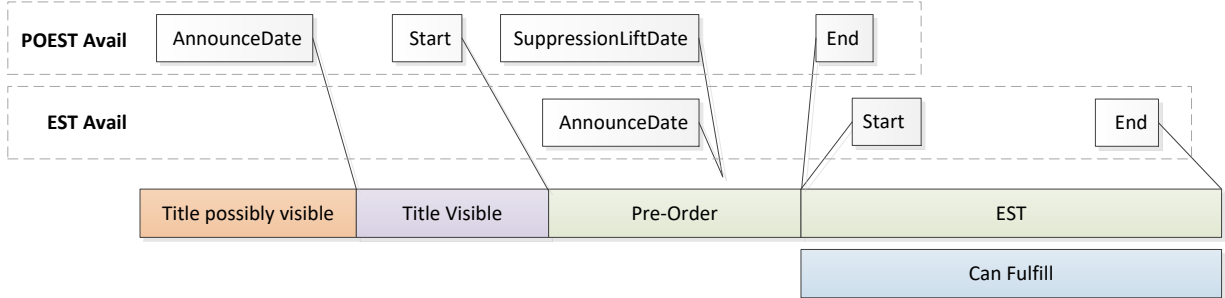 POEST Avail AnnounceDate Start SuppressionLiftDate End
EST Avail AnnounceDate Start End
Title possibly visible Title Visible Pre-Order EST
Can Fulfill